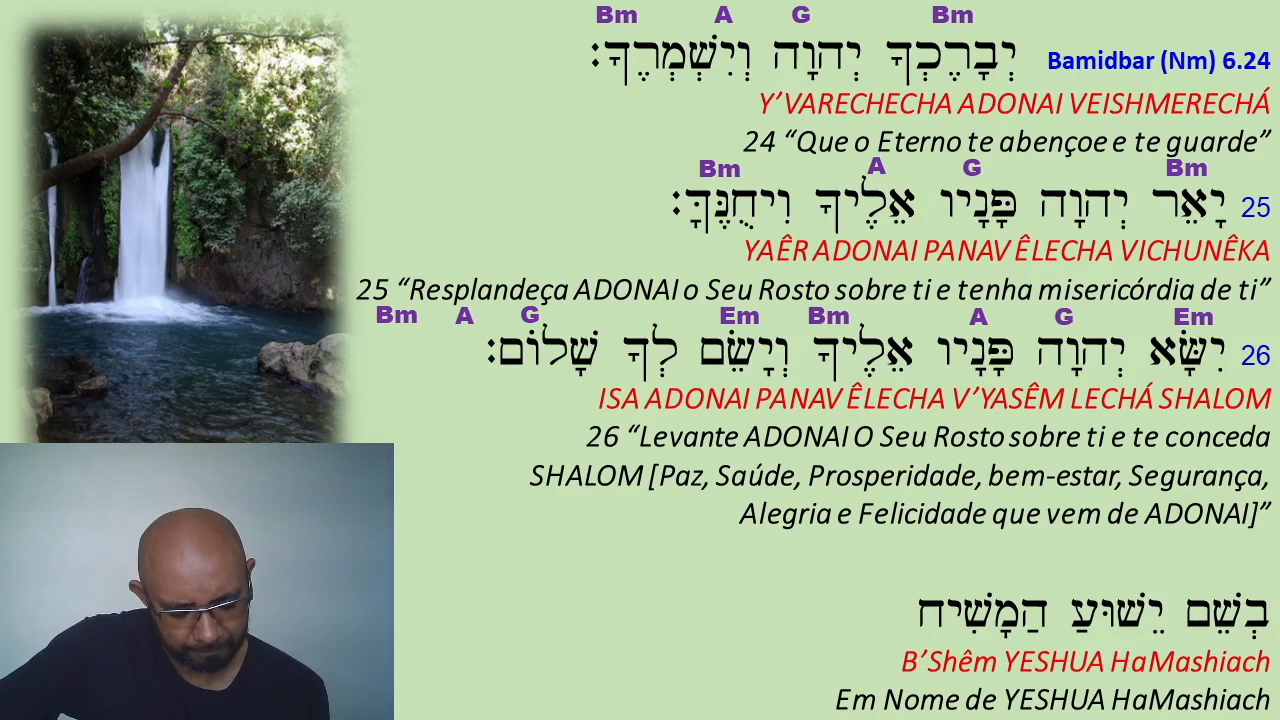 Bm A G Bm
יְבָרֶכְךָ יְהוָה וְיִשְׁמְרֶךָ׃ Bamidbar (Nm) 6.24
Y’VARECHECHA ADONAI VEISHMERECHÁ
24 “Que o Eterno te abençoe e te guarde”
Bm A G Bm
יָאֵר יְהוָה פָּנָיו אֵלֶיךָ וִיחֻנֶּךָּ׃ 25
YAÊR ADONAI PANAV ÊLECHA VICHUNÊKA
25 “Resplandeça ADONAI o Seu Rosto sobre ti e tenha misericórdia de ti”
Bm A G Em Bm A G Em
יִשָּׂא יְהוָה פָּנָיו אֵלֶיךָ וְיָשֵׂם לְךָ שָׁלוֹם׃ 26
ISA ADONAI PANAV ÊLECHA V’YASÊM LECHÁ SHALOM
26 “Levante ADONAI O Seu Rosto sobre ti e te conceda
SHALOM [Paz, Saúde, Prosperidade, bem-estar, Segurança,
Alegria e Felicidade que vem de ADONAI]”
בְשֵׁם יֵשׁוּעַ הַמָשִׁיח
B’Shêm YESHUA HaMashiach
Em Nome de YESHUA HaMashiach